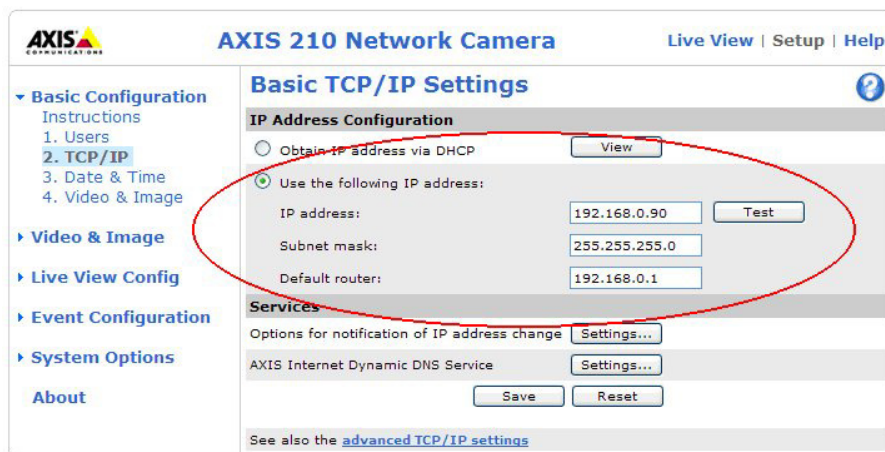 AXIS
COMMUNICATIONS
AXIS 210 Network Camera
Live View | Setup | Help
Basic Configuration
Instructions
1. Users
2. TCP/IP
3. Date & Time
4. Video & Image
Video & Image
Live View Config
Event Configuration
System Options
About
Basic TCP/IP Settings
?
IP Address Configuration
Obtain IP address via DHCP View
Use the following IP address:
IP address: 192.168.0.90 Test
Subnet mask: 255.255.255.0
Default router: 192.168.0.1
Services
Options for notification of IP address change Settings...
AXIS Internet Dynamic DNS Service Settings...
Save Reset
See also the advanced TCP/IP settings